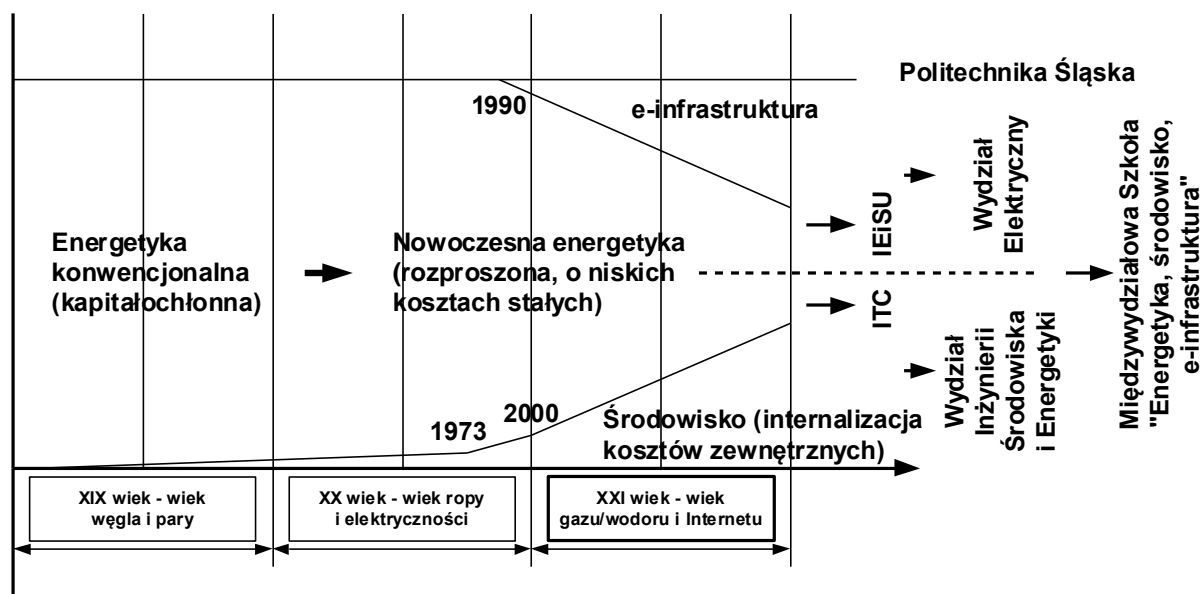 Politechnika Śląska
1990
e-infrastruktura
Energetyka
konwencjonalna
(kapitałochłonna)
Nowoczesna energetyka
(rozproszona, o niskich
kosztach stałych)
IEiSU
ITC
Wydział
Elektryczny
Wydział
Inżynierii
Środowiska
i Energetyki
Międzywydziałowa Szkoła
"Energetyka, środowisko,
e-infrastruktura"
1973
2000
Środowisko (internalizacja
kosztów zewnętrznych)
XIX wiek - wiek
węgla i pary
XX wiek - wiek ropy
i elektryczności
XXI wiek - wiek
gazu/wodoru i Internetu